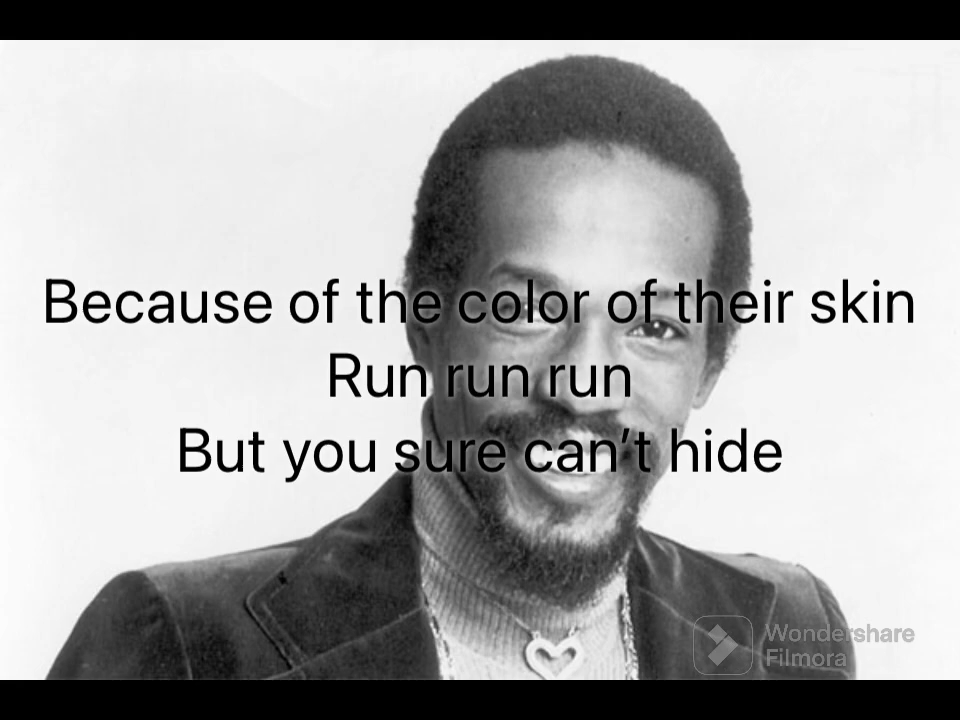 Because of the color of their skin
Run run run
But you sure can’t hide
Wondershare
Filmora